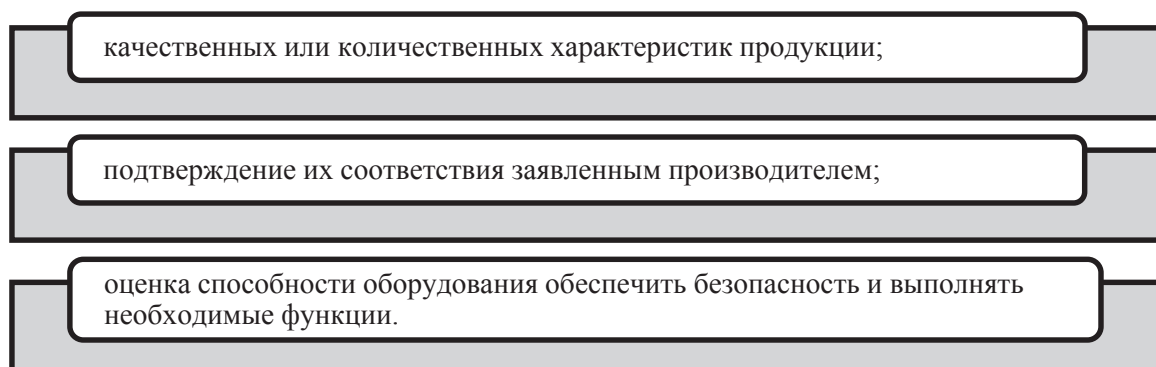 качественных или количественных характеристик продукции;
подтверждение их соответствия заявленным производителем;
оценка способности оборудования обеспечить безопасность и выполнять
необходимые функции.